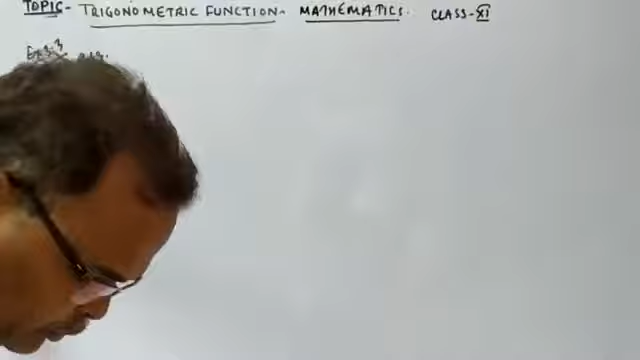 TOPIC - TRIGONOMETRIC FUNCTION - MATHEMATICS. CLASS - XI